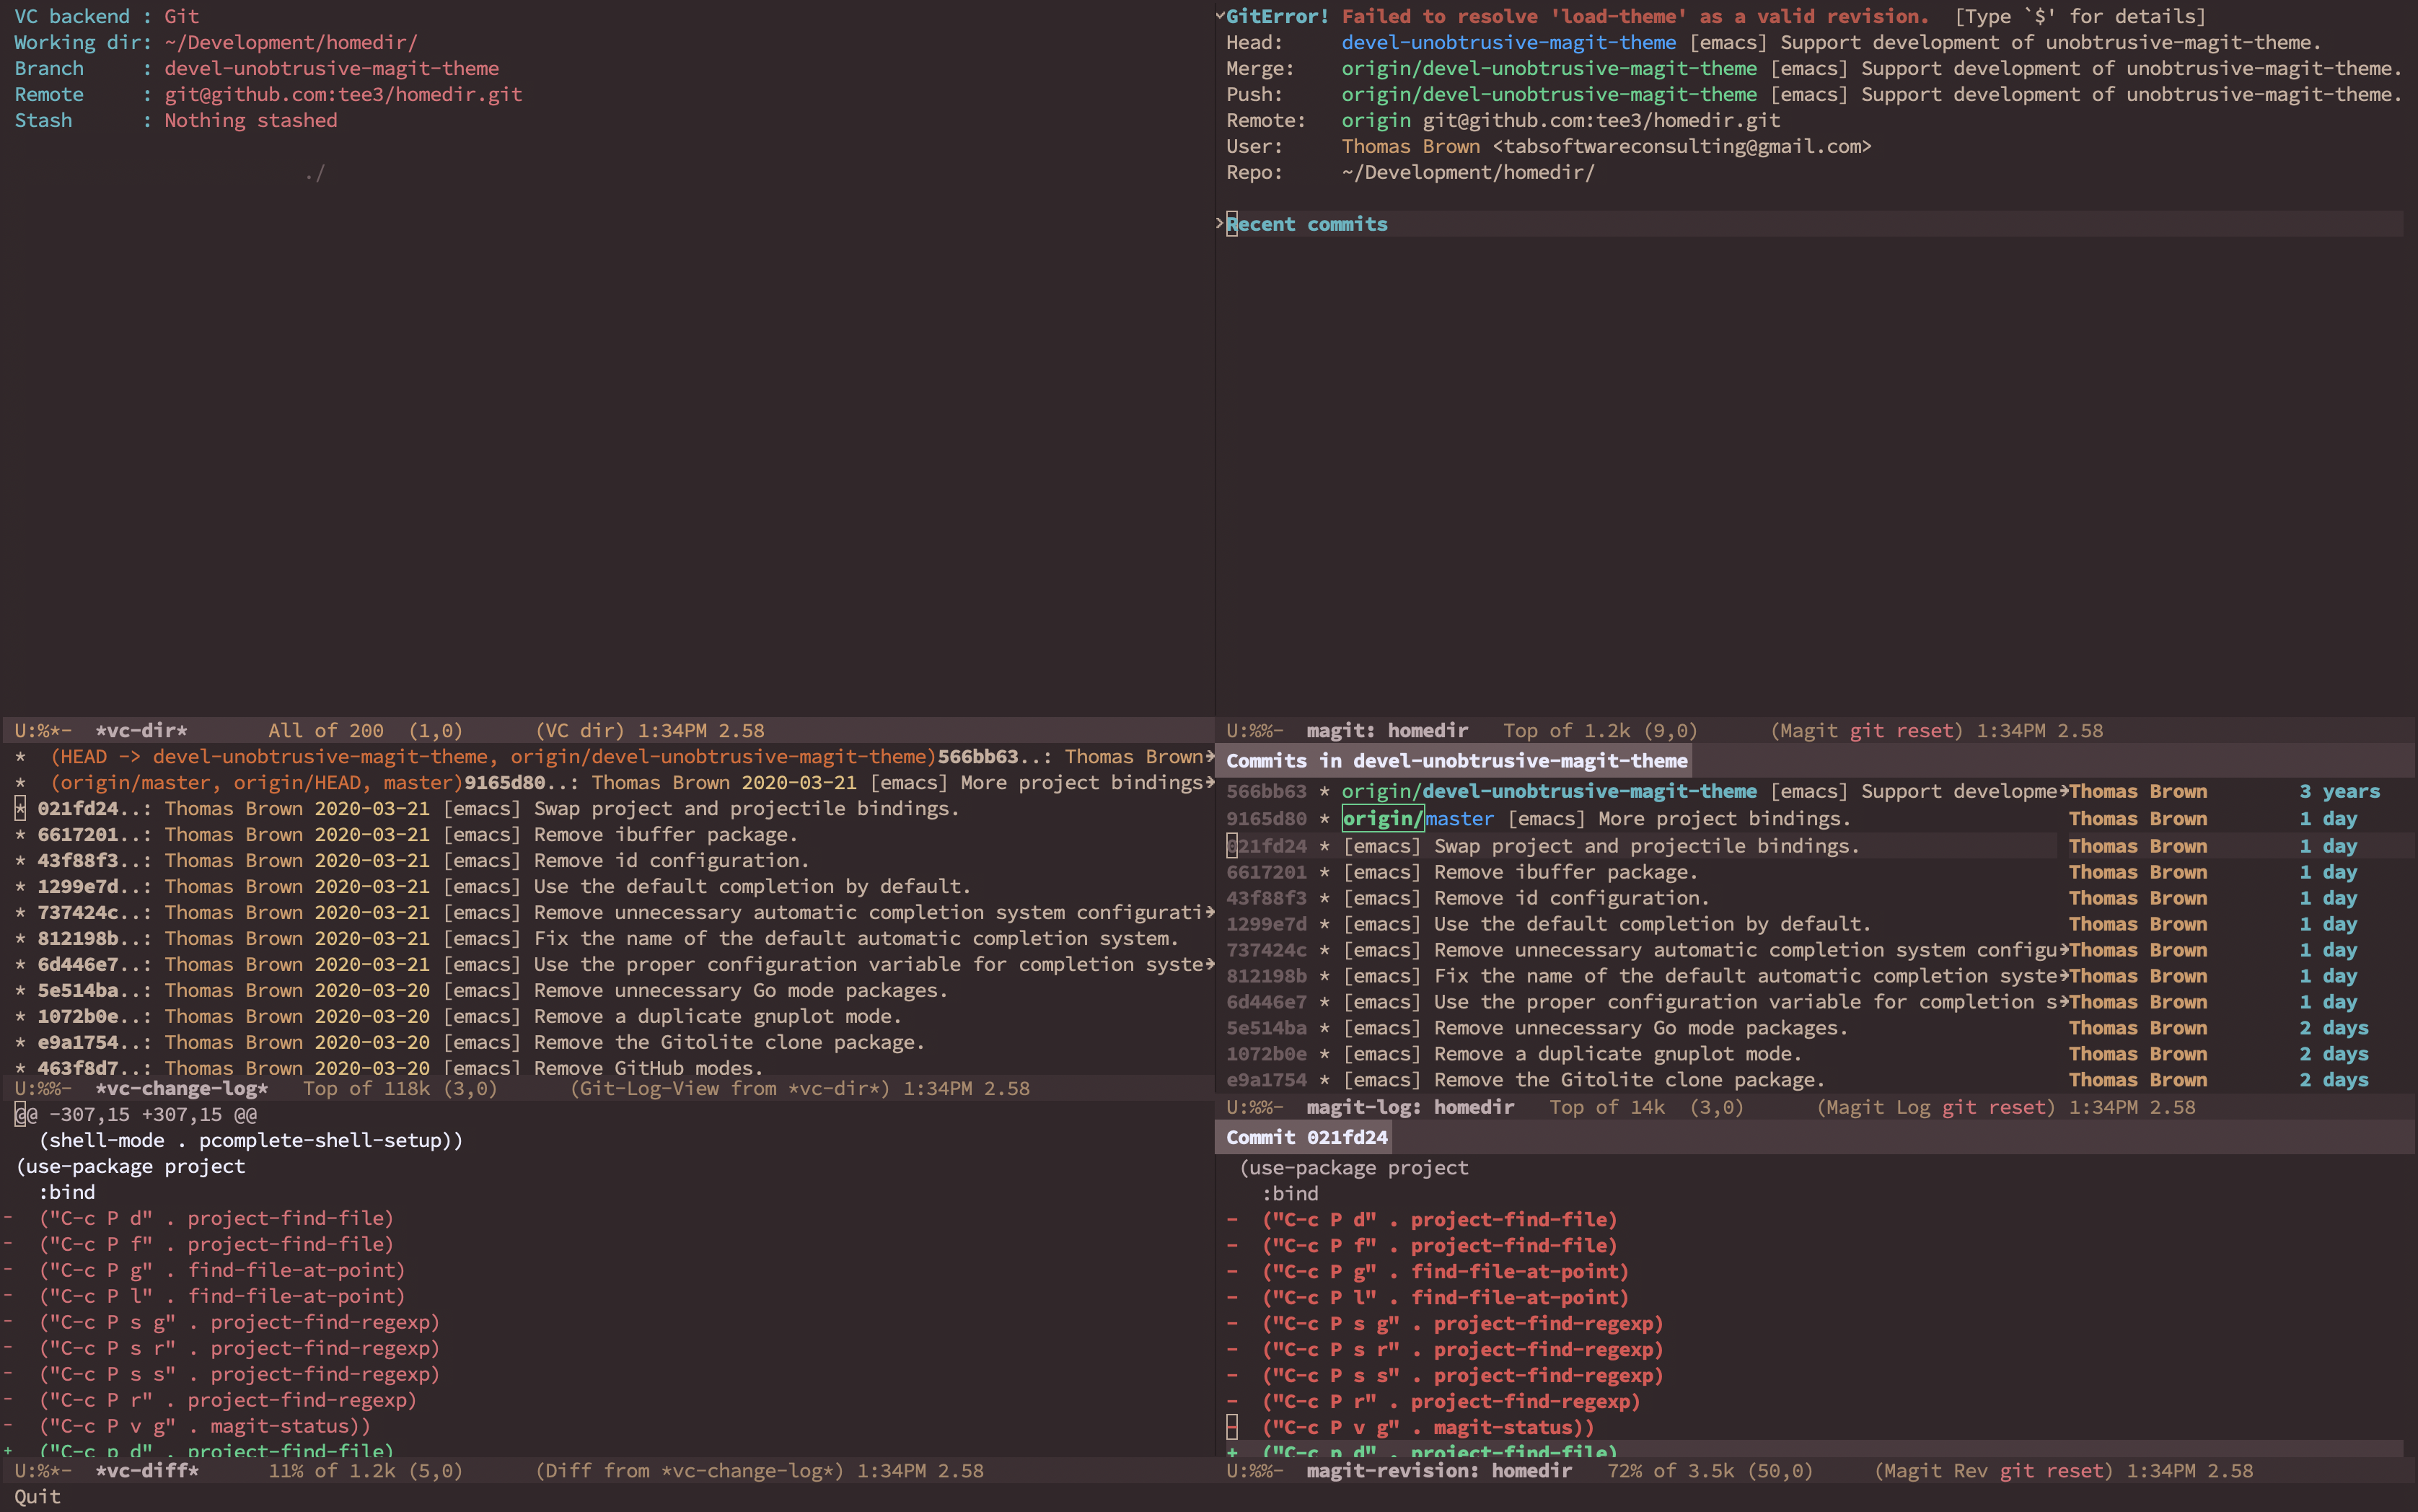 VC backend : Git
Working dir: ~/Development/homedir/
Branch     : devel-unobtrusive-magit-theme
Remote     : git@github.com:tee3/homedir.git
Stash      : Nothing stashed
./
U:%*-  *vc-dir*       All of 200  (1,0)      (VC dir) 1:34PM 2.58
*  (HEAD -> devel-unobtrusive-magit-theme, origin/devel-unobtrusive-magit-theme)566bb63..: Thomas Brown→
*  (origin/master, origin/HEAD, master)9165d80..: Thomas Brown 2020-03-21 [emacs] More project bindings→
* 021fd24..: Thomas Brown 2020-03-21 [emacs] Swap project and projectile bindings.
* 6617201..: Thomas Brown 2020-03-21 [emacs] Remove ibuffer package.
* 43f88f3..: Thomas Brown 2020-03-21 [emacs] Remove id configuration.
* 1299e7d..: Thomas Brown 2020-03-21 [emacs] Use the default completion by default.
* 737424c..: Thomas Brown 2020-03-21 [emacs] Remove unnecessary automatic completion system configurati→
* 812198b..: Thomas Brown 2020-03-21 [emacs] Fix the name of the default automatic completion system.
* 6d446e7..: Thomas Brown 2020-03-21 [emacs] Use the proper configuration variable for completion syste→
* 5e514ba..: Thomas Brown 2020-03-20 [emacs] Remove unnecessary Go mode packages.
* 1072b0e..: Thomas Brown 2020-03-20 [emacs] Remove a duplicate gnuplot mode.
* e9a1754..: Thomas Brown 2020-03-20 [emacs] Remove the Gitolite clone package.
* 463f8d7..: Thomas Brown 2020-03-20 [emacs] Remove GitHub modes.
U:%%-  *vc-change-log*   Top of 118k (3,0)      (Git-Log-View from *vc-dir*) 1:34PM 2.58
@@ -307,15 +307,15 @@
(shell-mode . pcomplete-shell-setup))
(use-package project
:bind
-  ("C-c P d" . project-find-file)
-  ("C-c P f" . project-find-file)
-  ("C-c P g" . find-file-at-point)
-  ("C-c P l" . find-file-at-point)
-  ("C-c P s g" . project-find-regexp)
-  ("C-c P s r" . project-find-regexp)
-  ("C-c P s s" . project-find-regexp)
-  ("C-c P r" . project-find-regexp)
-  ("C-c P v g" . magit-status))
+  ("C-c p d" . project-find-file)
U:%*-  *vc-diff*      11% of 1.2k (5,0)      (Diff from *vc-change-log*) 1:34PM 2.58
Quit
GitError! Failed to resolve 'load-theme' as a valid revision.  [Type `$' for details]
Head:     devel-unobtrusive-magit-theme [emacs] Support development of unobtrusive-magit-theme.
Merge:    origin/devel-unobtrusive-magit-theme [emacs] Support development of unobtrusive-magit-theme.
Push:     origin/devel-unobtrusive-magit-theme [emacs] Support development of unobtrusive-magit-theme.
Remote:   origin git@github.com:tee3/homedir.git
User:     Thomas Brown <tabsoftwareconsulting@gmail.com>
Repo:     ~/Development/homedir/
Recent commits
U:%%-  magit: homedir   Top of 1.2k (9,0)      (Magit git reset) 1:34PM 2.58
Commits in devel-unobtrusive-magit-theme
566bb63 * origin/devel-unobtrusive-magit-theme [emacs] Support developme→Thomas Brown        3 years
9165d80 * origin/master [emacs] More project bindings.                   Thomas Brown        1 day
021fd24 * [emacs] Swap project and projectile bindings.                  Thomas Brown        1 day
6617201 * [emacs] Remove ibuffer package.                                Thomas Brown        1 day
43f88f3 * [emacs] Remove id configuration.                               Thomas Brown        1 day
1299e7d * [emacs] Use the default completion by default.                 Thomas Brown        1 day
737424c * [emacs] Remove unnecessary automatic completion system configu→Thomas Brown        1 day
812198b * [emacs] Fix the name of the default automatic completion syste→Thomas Brown        1 day
6d446e7 * [emacs] Use the proper configuration variable for completion s→Thomas Brown        1 day
5e514ba * [emacs] Remove unnecessary Go mode packages.                   Thomas Brown        2 days
1072b0e * [emacs] Remove a duplicate gnuplot mode.                       Thomas Brown        2 days
e9a1754 * [emacs] Remove the Gitolite clone package.                     Thomas Brown        2 days
U:%%-  magit-log: homedir   Top of 14k  (3,0)      (Magit Log git reset) 1:34PM 2.58
Commit 021fd24
(use-package project
:bind
-  ("C-c P d" . project-find-file)
-  ("C-c P f" . project-find-file)
-  ("C-c P g" . find-file-at-point)
-  ("C-c P l" . find-file-at-point)
-  ("C-c P s g" . project-find-regexp)
-  ("C-c P s r" . project-find-regexp)
-  ("C-c P s s" . project-find-regexp)
-  ("C-c P r" . project-find-regexp)
-  ("C-c P v g" . magit-status))
+  ("C-c p d" . project-find-file)
U:%%-  magit-revision: homedir   72% of 3.5k (50,0)     (Magit Rev git reset) 1:34PM 2.58